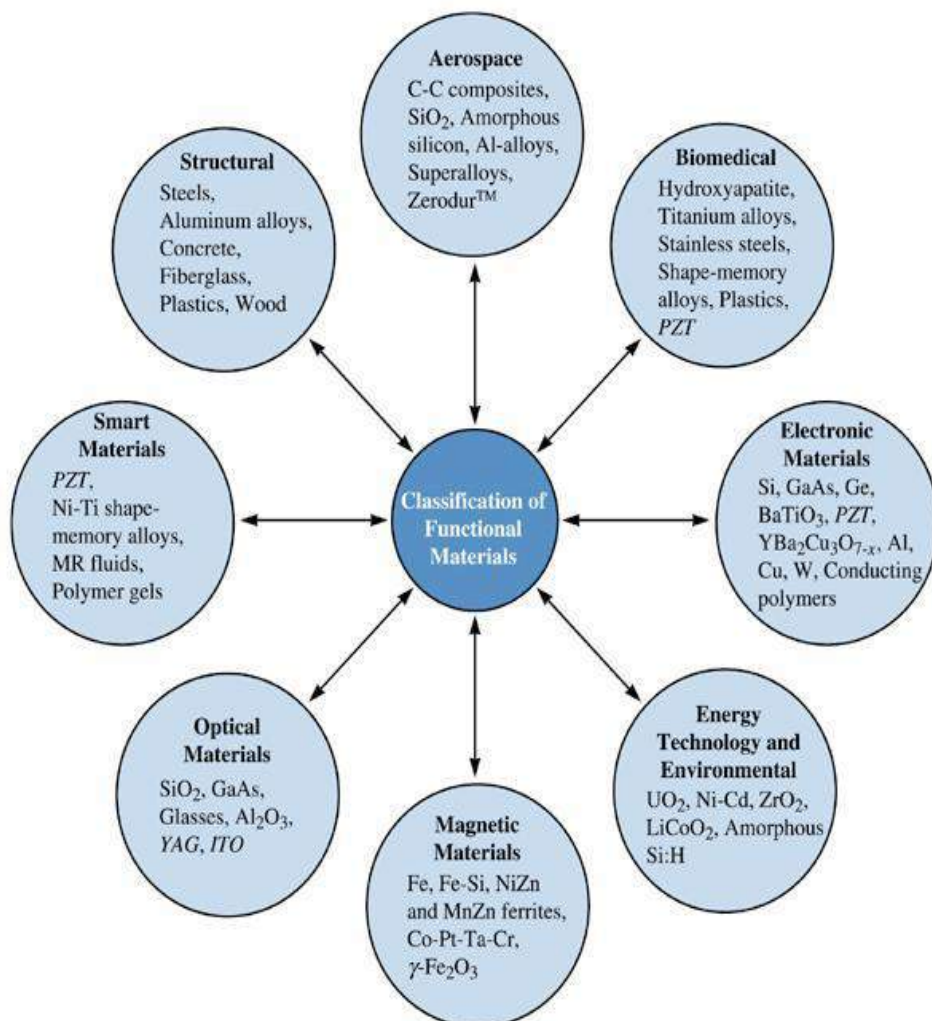 Aerospace
C-C composites,
SiO₂, Amorphous
silicon, Al-alloys,
Superalloys,
Zerodur™
Structural
Steels,
Aluminum alloys,
Concrete,
Fiberglass,
Plastics, Wood
Biomedical
Hydroxyapatite,
Titanium alloys,
Stainless steels,
Shape-memory
alloys, Plastics,
PZT
Smart
Materials
PZT,
Ni-Ti shape-
memory alloys,
MR fluids,
Polymer gels
Classification of
Functional
Materials
Electronic
Materials
Si, GaAs, Ge,
BaTiO₃, PZT,
YBa₂Cu₃O₇₋ₓ, Al,
Cu, W, Conducting
polymers
Optical
Materials
SiO₂, GaAs,
Glasses, Al₂O₃,
YAG, ITO
Magnetic
Materials
Fe, Fe-Si, NiZn
and MnZn ferrites,
Co-Pt-Ta-Cr,
γ-Fe₂O₃
Energy
Technology and
Environmental
UO₂, Ni-Cd, ZrO₂,
LiCoO₂, Amorphous
Si:H